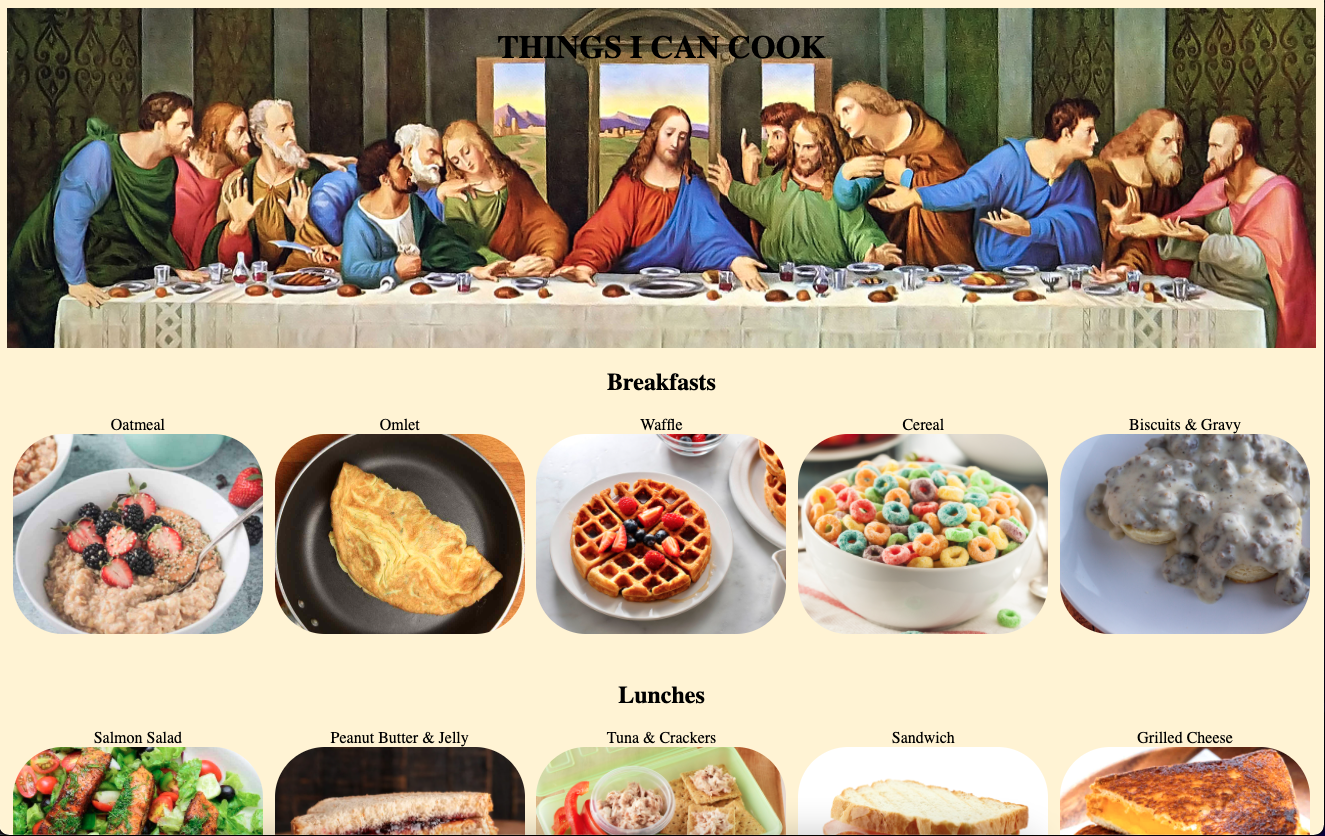 THINGS I CAN COOK
Breakfasts
Oatmeal
Omlet
Waffle
Cereal
Biscuits & Gravy
Lunches
Salmon Salad
Peanut Butter & Jelly
Tuna & Crackers
Sandwich
Grilled Cheese